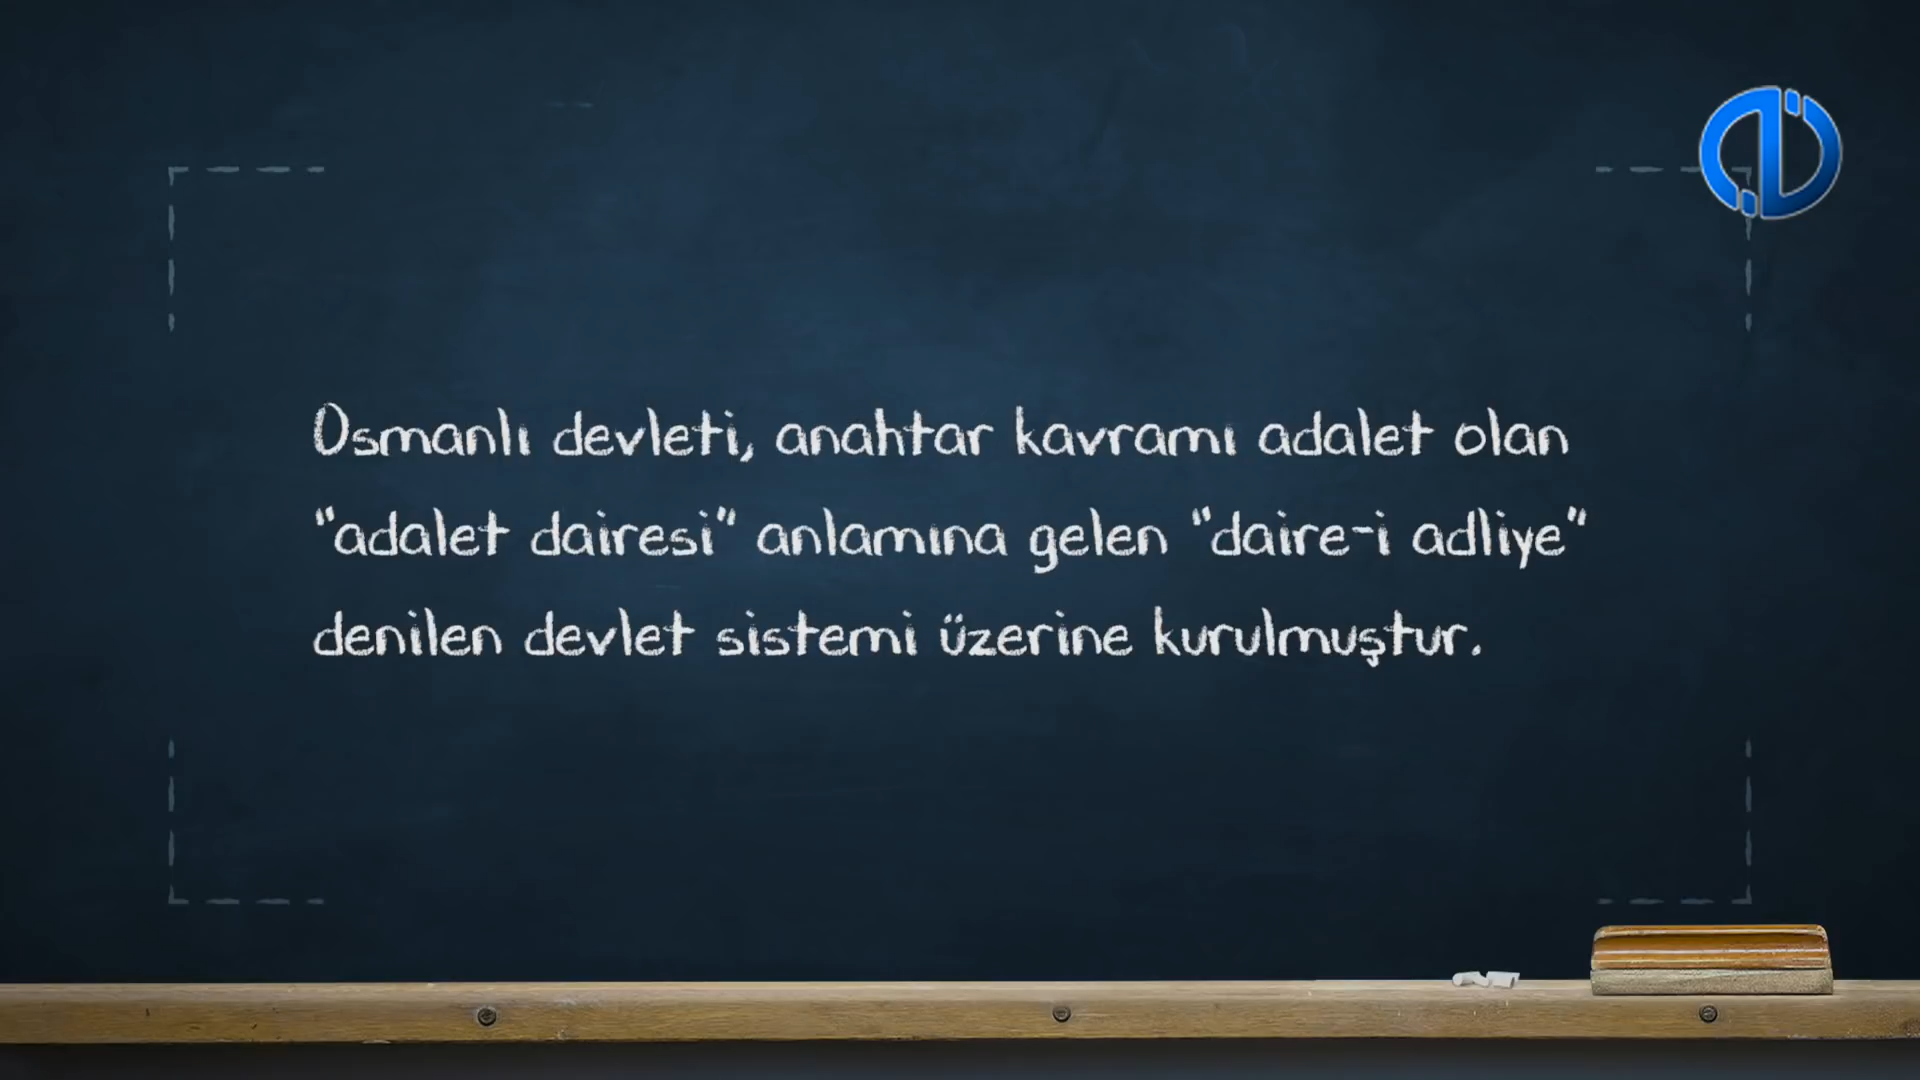 Osmanlı devleti, anahtar kavramı adalet olan
"adalet dairesi" anlamına gelen "daire-i adliye"
denilen devlet sistemi üzerine kurulmuştur.